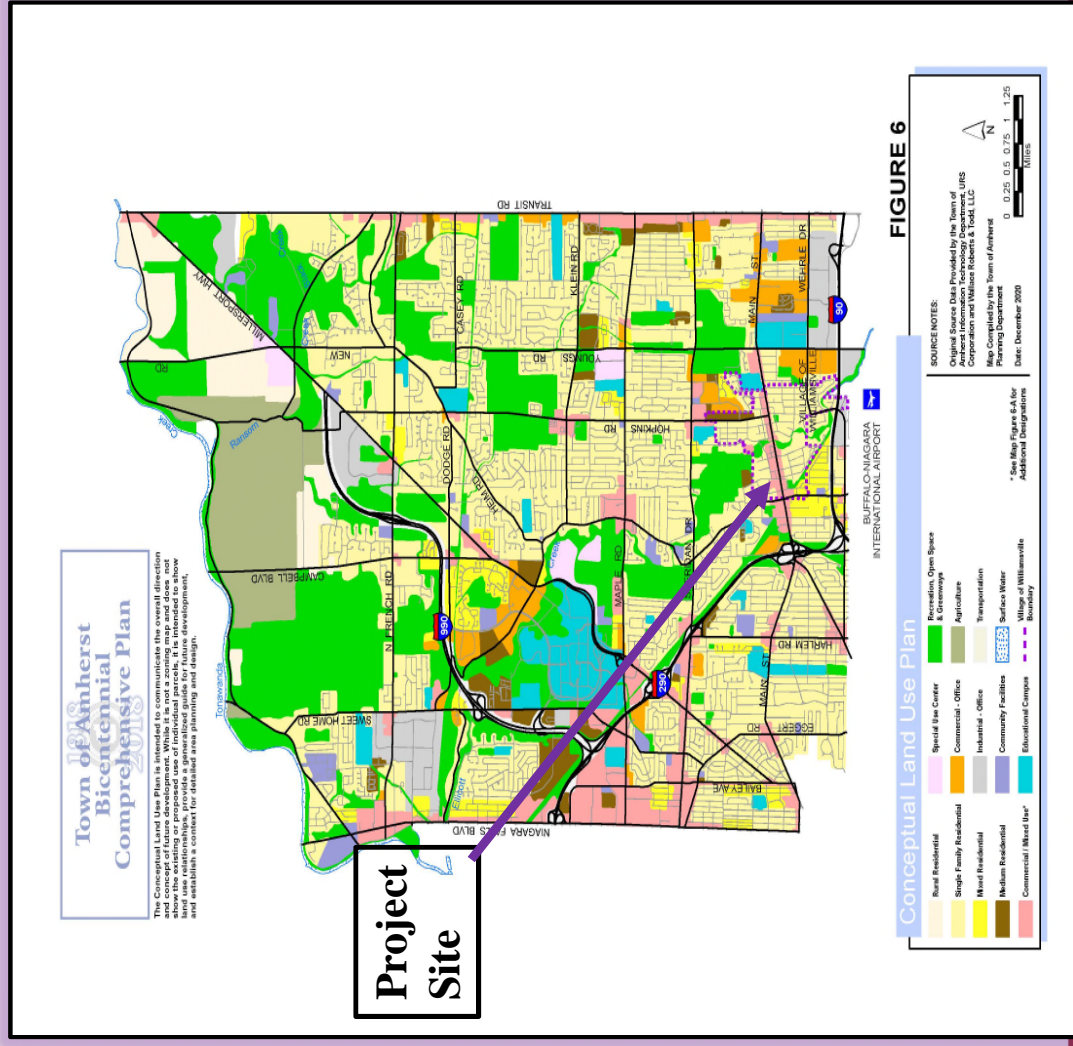 Town of Amherst
Bicentennial
Comprehensive Plan
1818
&
2018
The Conceptual Land Use Plan is intended to communicate the overall direction
and concept of future development. While it is not a zoning map and does not
show the existing or proposed use of individual parcels, it is intended to show
land use relationships, provide a generalized guide for future development,
and establish a context for detailed area planning and design.
Project
Site
Tonawanda
Creek
RD
Ransom
MILLERSPORT HWY
Black Creek
TRANSIT RD
NEW
CAMPBELL BLVD
N FRENCH RD
SWEET HOME RD
990
DODGE RD
CASEY RD
HEIM RD
HOPKINS
RD
YOUNGS
RD
KLEIN RD
Creek
Ellicott
MAPLE RD
NIAGARA
BLVD
290
BAILEY AVE
EGGERT
RD
HARLEM RD
MAIN ST
MAIN
ST
WEHRLE DR
VILLAGE OF
WILLIAMSVILLE
90
BUFFALO-NIAGARA
INTERNATIONAL AIRPORT
FIGURE 6
Conceptual Land Use Plan
Rural Residential
Single Family Residential
Mixed Residential
Medium Residential
Commercial / Mixed Use*
Special Use Center
Commercial - Office
Industrial - Office
Community Facilities
Educational Campus
Recreation, Open Space
& Greenways
Agriculture
Transportation
Surface Water
Village of Williamsville
Boundary
* See Map Figure 6-A for
Additional Designations
SOURCE NOTES:
Original Source Data Provided by the Town of
Amherst Information Technology Department, URS
Corporation and Wallace Roberts & Todd, LLC
Map Compiled by the Town of Amherst
Planning Department
Date: December 2020
N
0 0.25 0.5 0.75 1 1.25
Miles